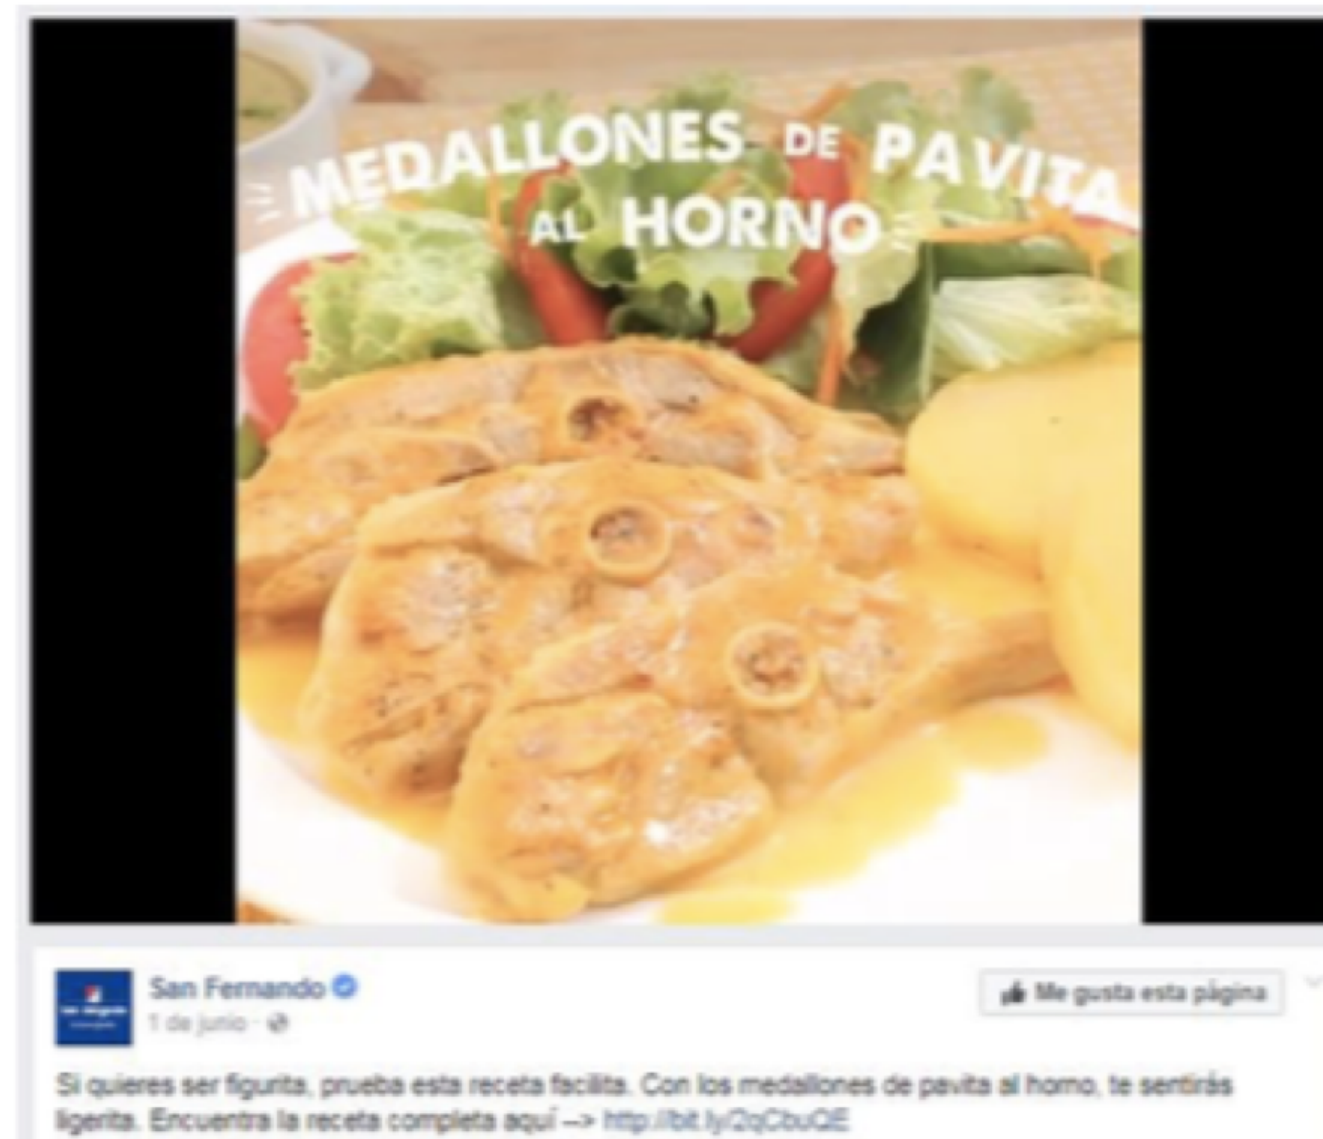 MEDALLONES DE PAVITA
AL HORNO
San Fernando
1 de junio
Me gusta esta página
Si quieres ser figurita, prueba esta receta facilita. Con los medallones de pavita al horno, te sentirás
ligerita. Encuentra la receta completa aquí --> http://bit.ly/2qCbuQE